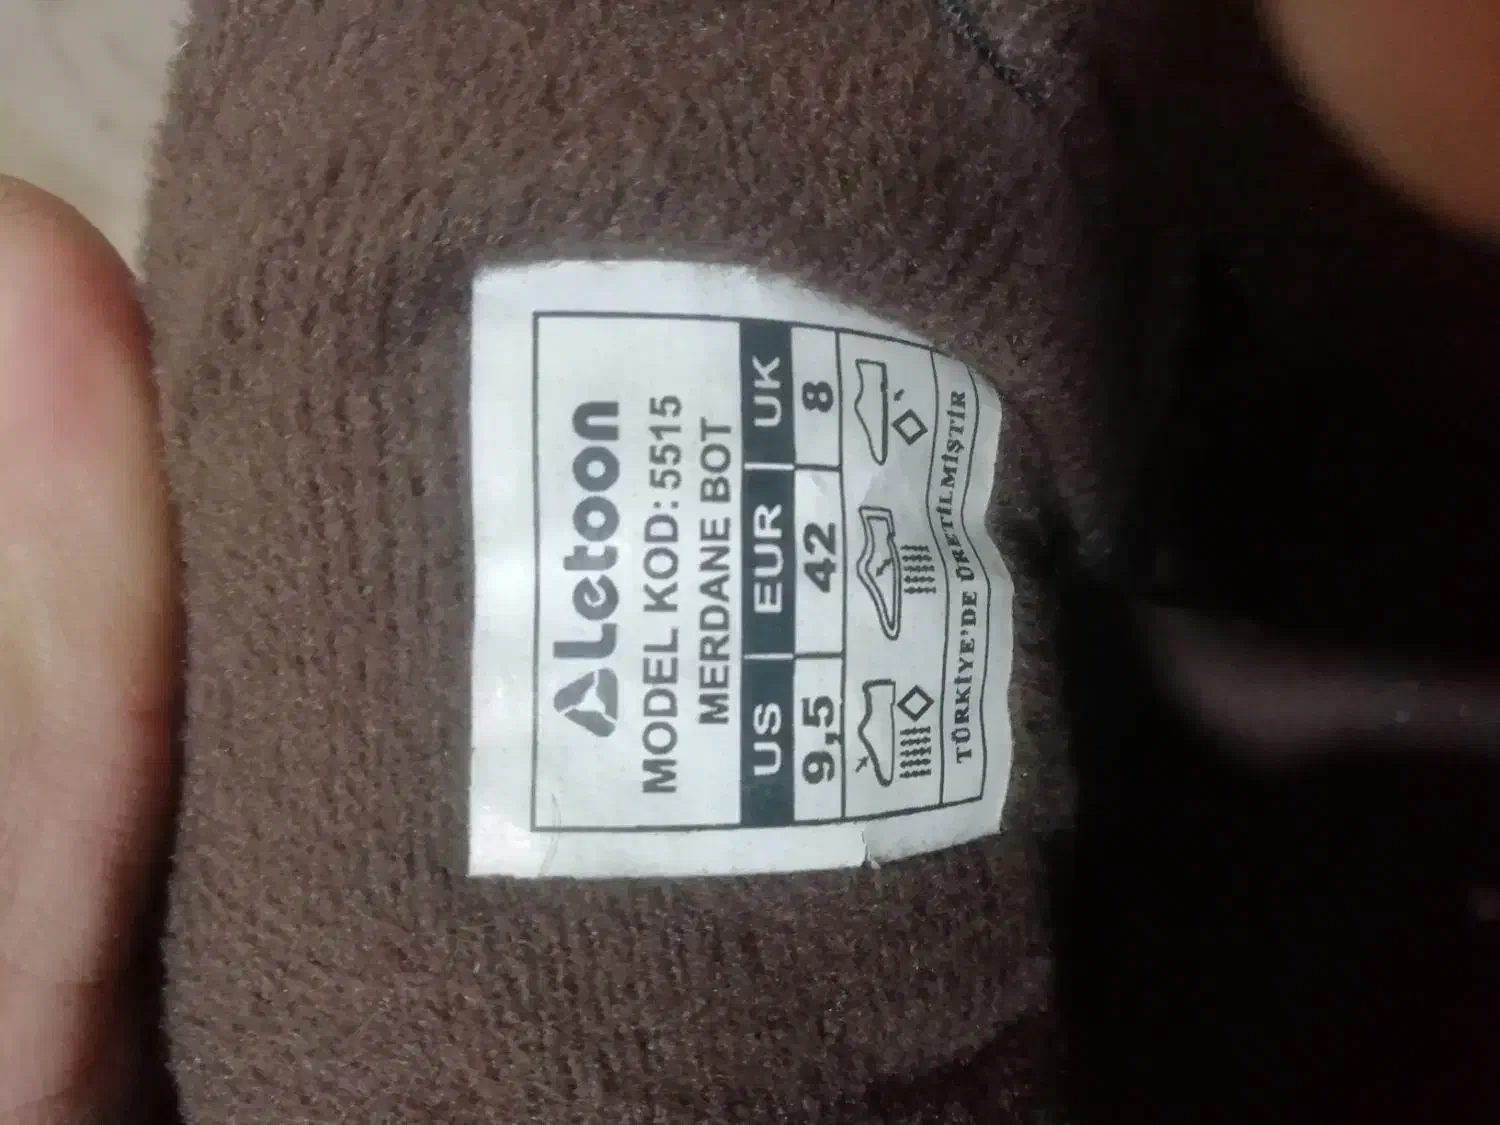 Letoon
MODEL KOD: 5515
MERDANE BOT
US EUR UK
9,5 42 8
TÜRKİYE'DE ÜRETİLMİŞTİR